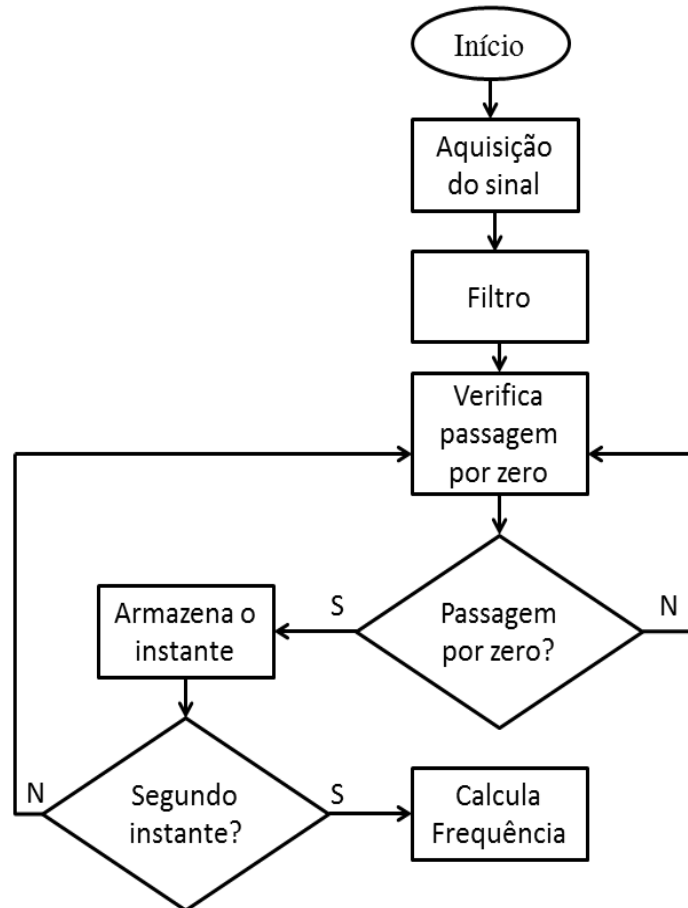 Início
Aquisição
do sinal
Filtro
Verifica
passagem
por zero
Passagem
por zero?
S
N
Armazena o
instante
Segundo
instante?
N
S
Calcula
Frequência